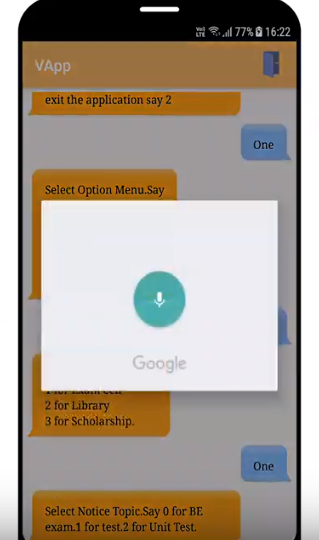 VoI) LTE 77% 16:22
VApp
exit the application say 2
One
Select Option Menu.Say
Google
1 for Exam Cell
2 for Library
3 for Scholarship.
One
Select Notice Topic.Say 0 for BE
exam.1 for test.2 for Unit Test.